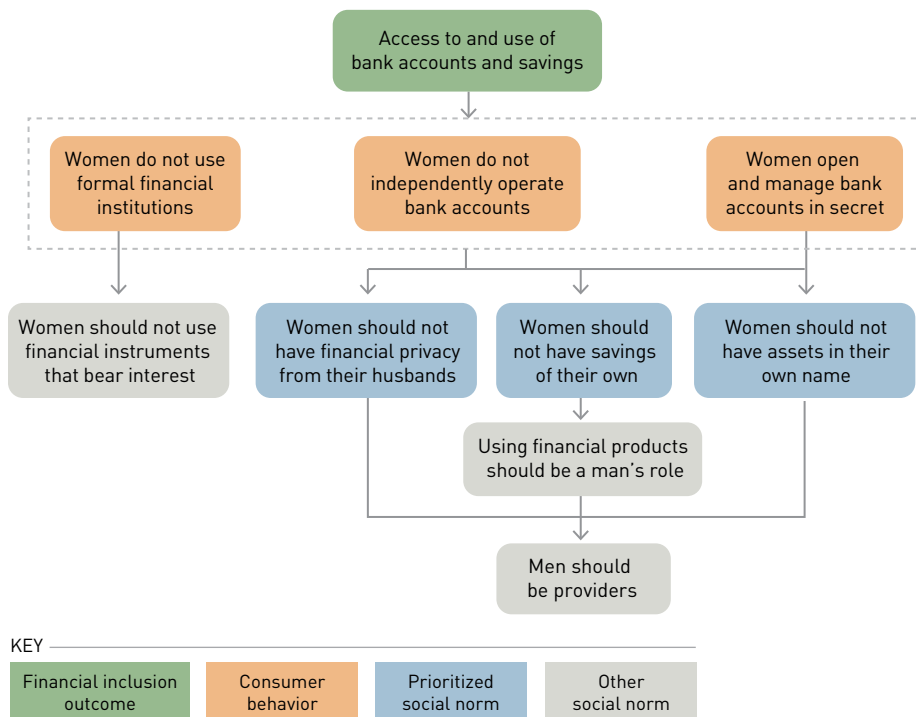 Access to and use of
bank accounts and savings
Women do not use
formal financial
institutions
Women do not
independently operate
bank accounts
Women open
and manage bank
accounts in secret
Women should not use
financial instruments
that bear interest
Women should not
have financial privacy
from their husbands
Women should
not have savings
of their own
Women should not
have assets in their
own name
Using financial products
should be a man’s role
Men should
be providers
KEY
Financial inclusion
outcome
Consumer
behavior
Prioritized
social norm
Other
social norm